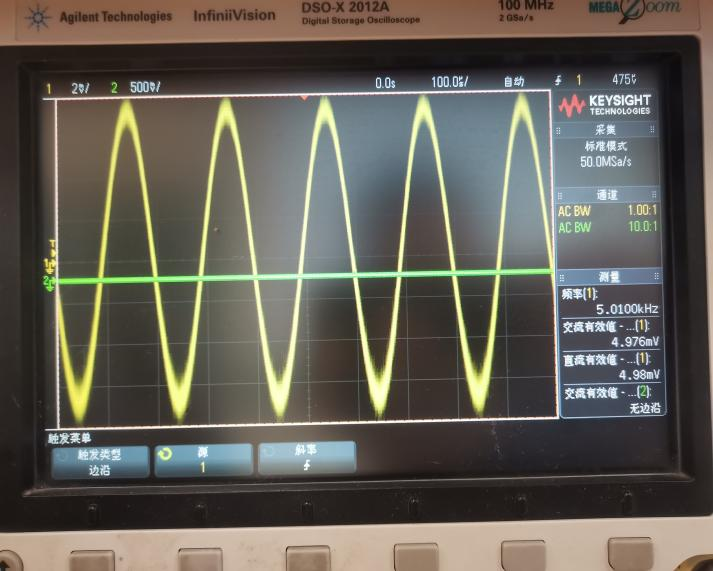 Agilent Technologies
InfiniiVision
DSO-X 2012A
Digital Storage Oscilloscope
100 MHz
2 GSa/s
MEGA Zoom
1 2▽/ 2 500▽/ 0.0s 100.0▽/ 自动 1 475▽
KEYSIGHT
TECHNOLOGIES
采集
标准模式
50.0MSa/s
通道
AC BW 1.00:1
AC BW 10.0:1
测量
频率(1):
5.0100kHz
交流有效值 - ...(1):
4.976mV
直流有效值 - ...(1):
4.98mV
交流有效值 - ...(2):
无边沿
触发菜单
触发类型
边沿
源
1
斜率